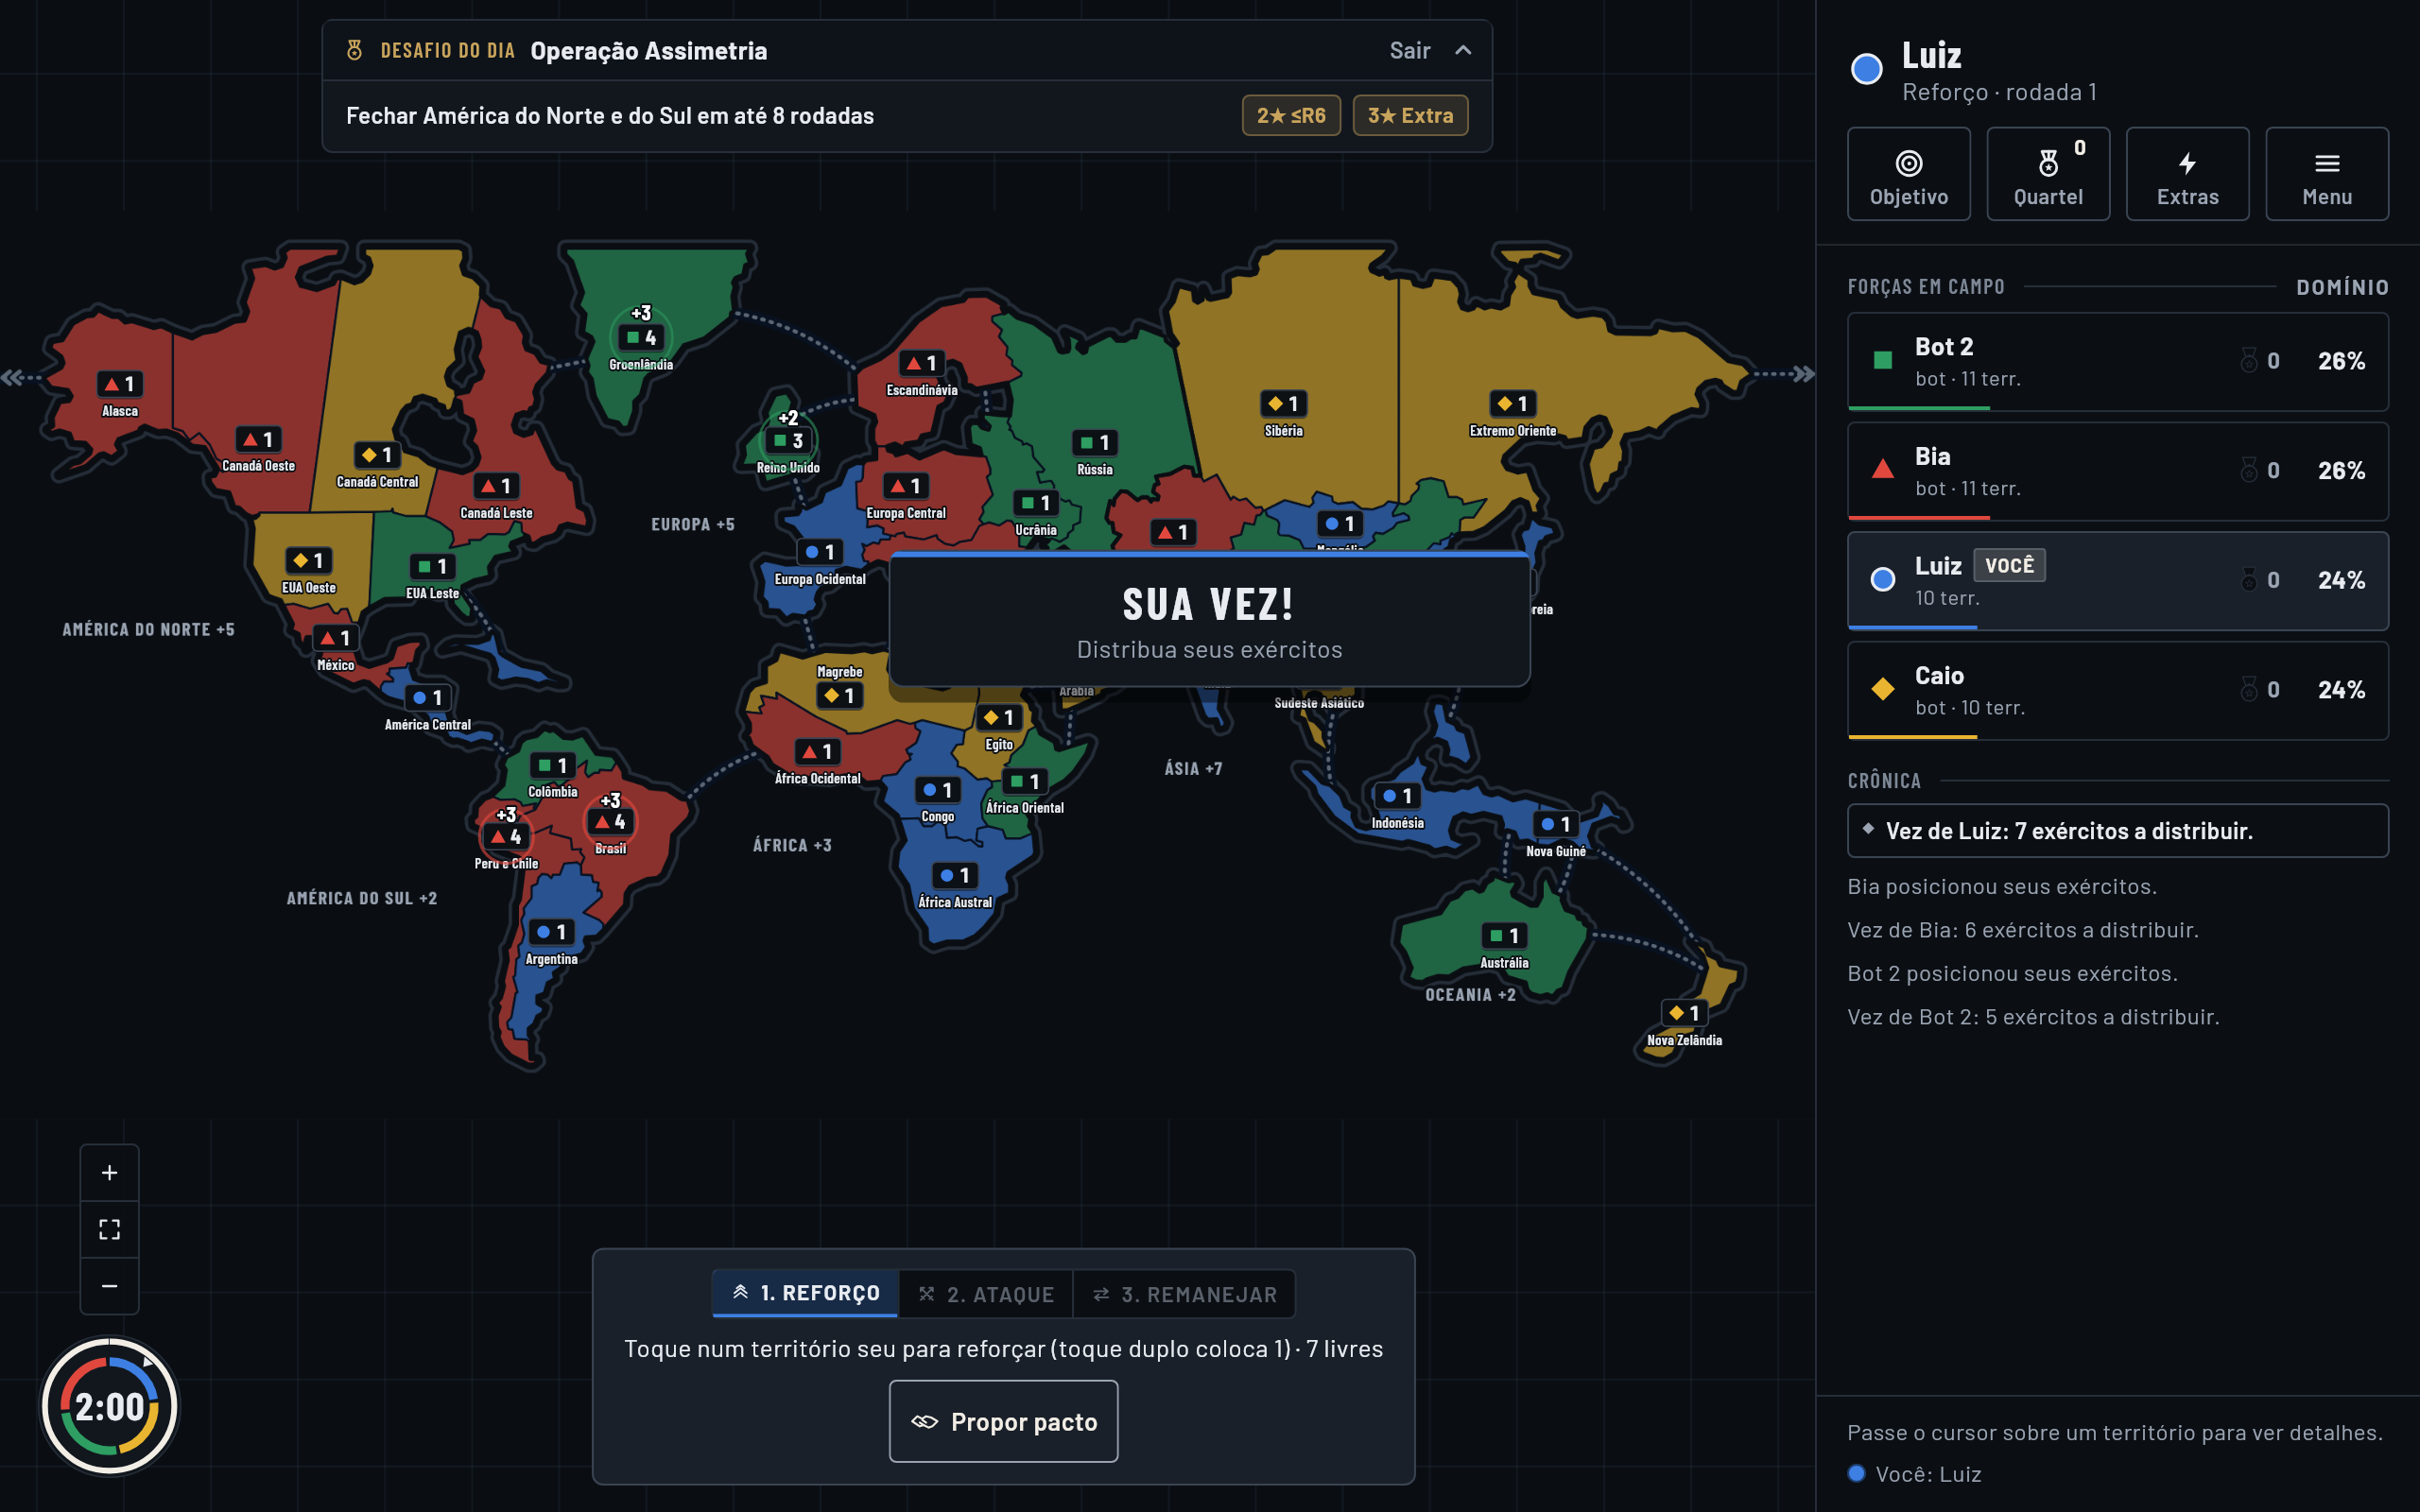 DESAFIO DO DIA Operação Assimetria Sair
Fechar América do Norte e do Sul em até 8 rodadas 2★ ≤R6 3★ Extra
Luiz
Reforço · rodada 1
Objetivo
0
Quartel
Extras
Menu
FORÇAS EM CAMPO DOMÍNIO
Bot 2
bot · 11 terr.
0 26%
Bia
bot · 11 terr.
0 26%
Luiz VOCÊ
10 terr.
0 24%
Caio
bot · 10 terr.
0 24%
CRÔNICA
Vez de Luiz: 7 exércitos a distribuir.
Bia posicionou seus exércitos.
Vez de Bia: 6 exércitos a distribuir.
Bot 2 posicionou seus exércitos.
Vez de Bot 2: 5 exércitos a distribuir.
Passe o cursor sobre um território para ver detalhes.
Você: Luiz
+3
4
Groenlândia
1
Alasca
1
Canadá Oeste
1
Canadá Central
1
Canadá Leste
1
EUA Oeste
1
EUA Leste
AMÉRICA DO NORTE +5
1
México
1
América Central
1
Colômbia
+3
4
Peru e Chile
+3
4
Brasil
AMÉRICA DO SUL +2
1
Argentina
1
Escandinávia
+2
3
Reino Unido
EUROPA +5
1
Europa Central
1
Europa Ocidental
1
Rússia
1
Ucrânia
1
Sibéria
1
Extremo Oriente
1
1
SUA VEZ!
Distribua seus exércitos
Magrebe
1
1
Egito
1
África Ocidental
1
Congo
1
África Oriental
1
África Austral
ÁFRICA +3
Arábia
Sudeste Asiático
ÁSIA +7
1
Indonésia
1
Nova Guiné
1
Austrália
OCEANIA +2
1
Nova Zelândia
+
−
2:00
1. REFORÇO 2. ATAQUE 3. REMANEJAR
Toque num território seu para reforçar (toque duplo coloca 1) · 7 livres
Propor pacto